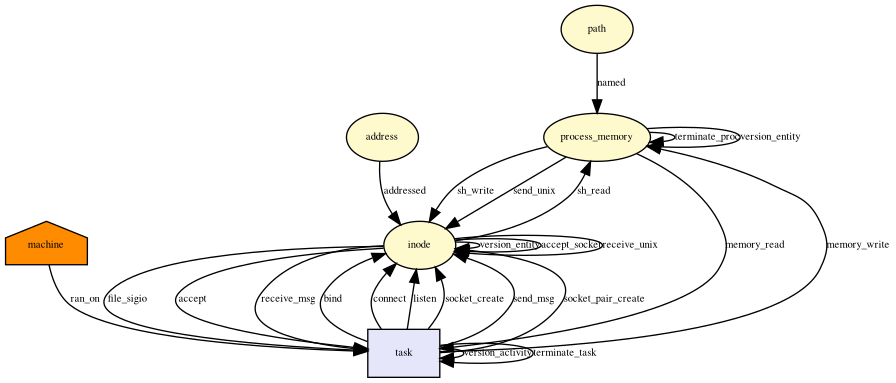 path
named
address
process_memory
terminate_proc
version_entity
addressed
sh_write
send_unix
sh_read
machine
inode
version_entity
accept_socket
receive_unix
memory_read
memory_write
ran_on
file_sigio
accept
receive_msg
bind
connect
listen
socket_create
send_msg
socket_pair_create
task
version_activity
terminate_task